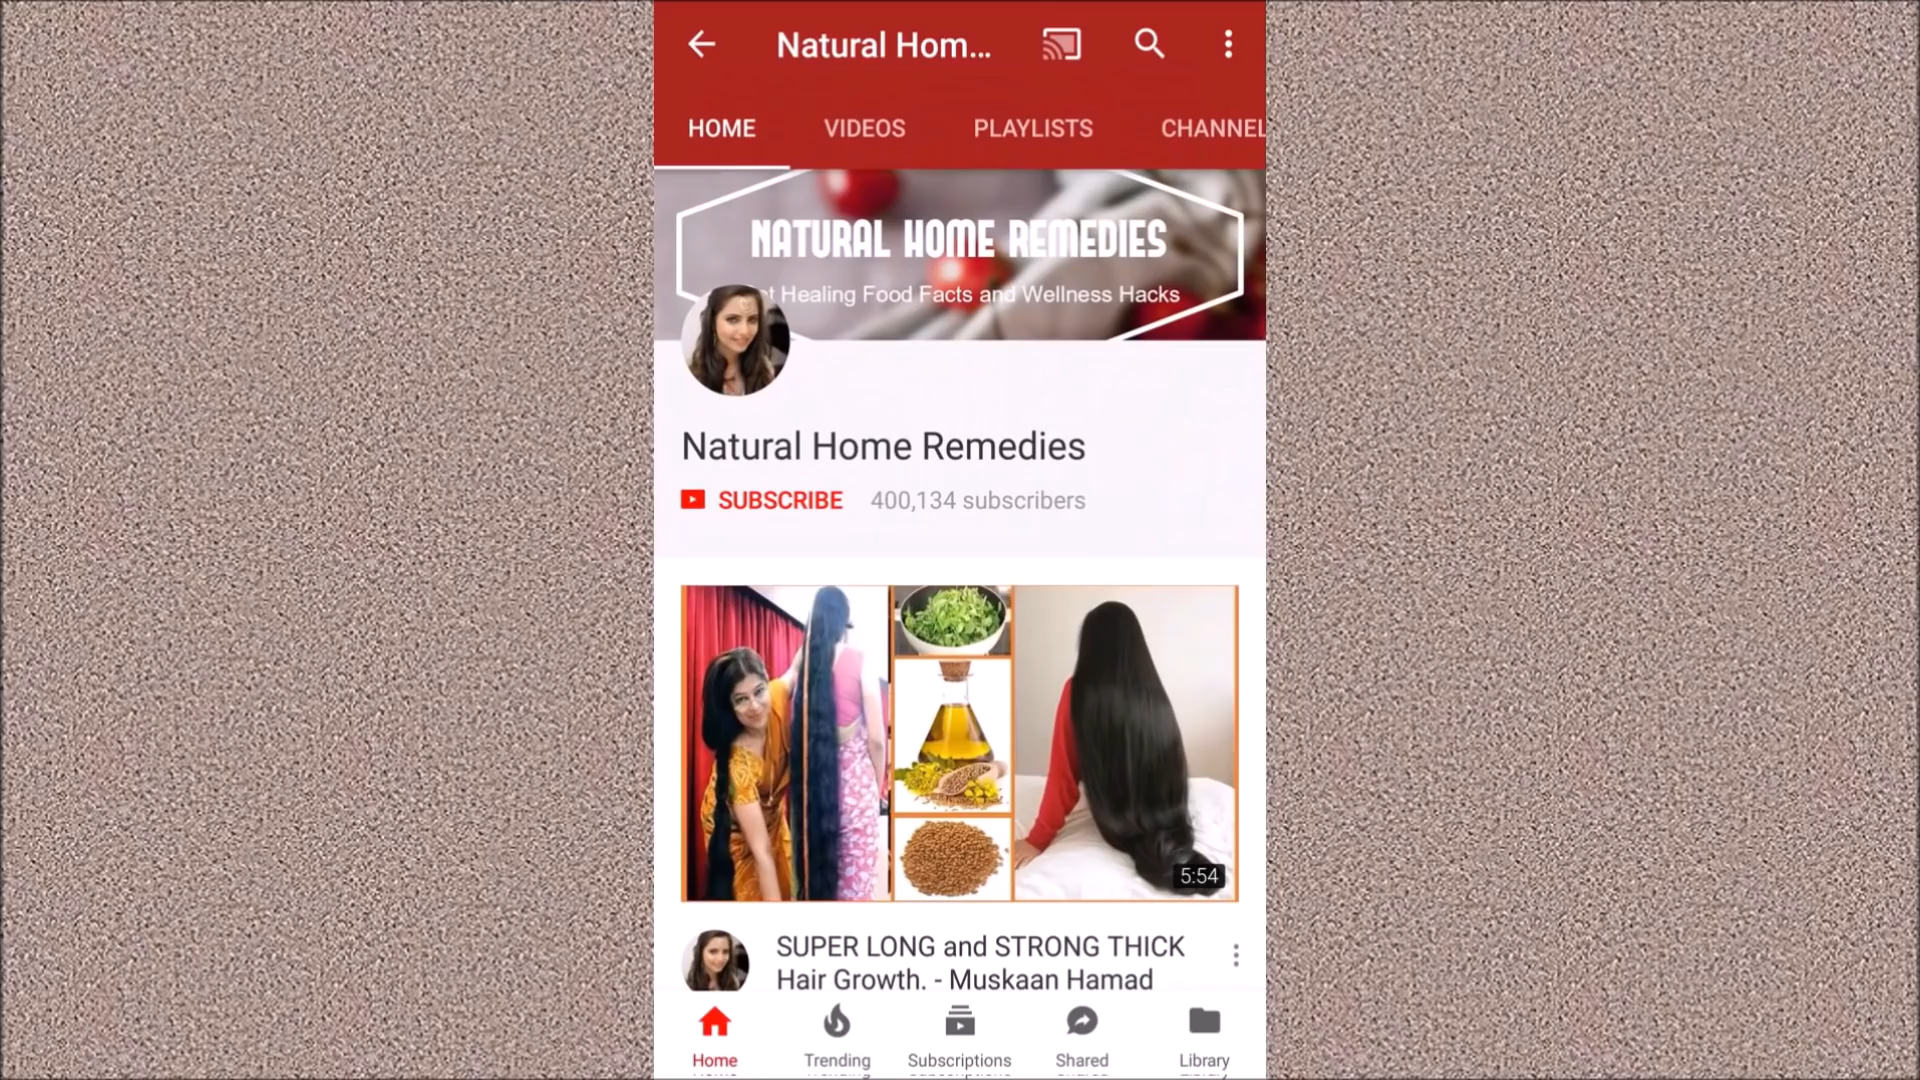 Natural Hom...
HOME VIDEOS PLAYLISTS CHANNEL
NATURAL HOME REMEDIES
Healing Food Facts and Wellness Hacks
Natural Home Remedies
SUBSCRIBE 400,134 subscribers
5:54
SUPER LONG and STRONG THICK
Hair Growth. - Muskaan Hamad
Home Trending Subscriptions Shared Library